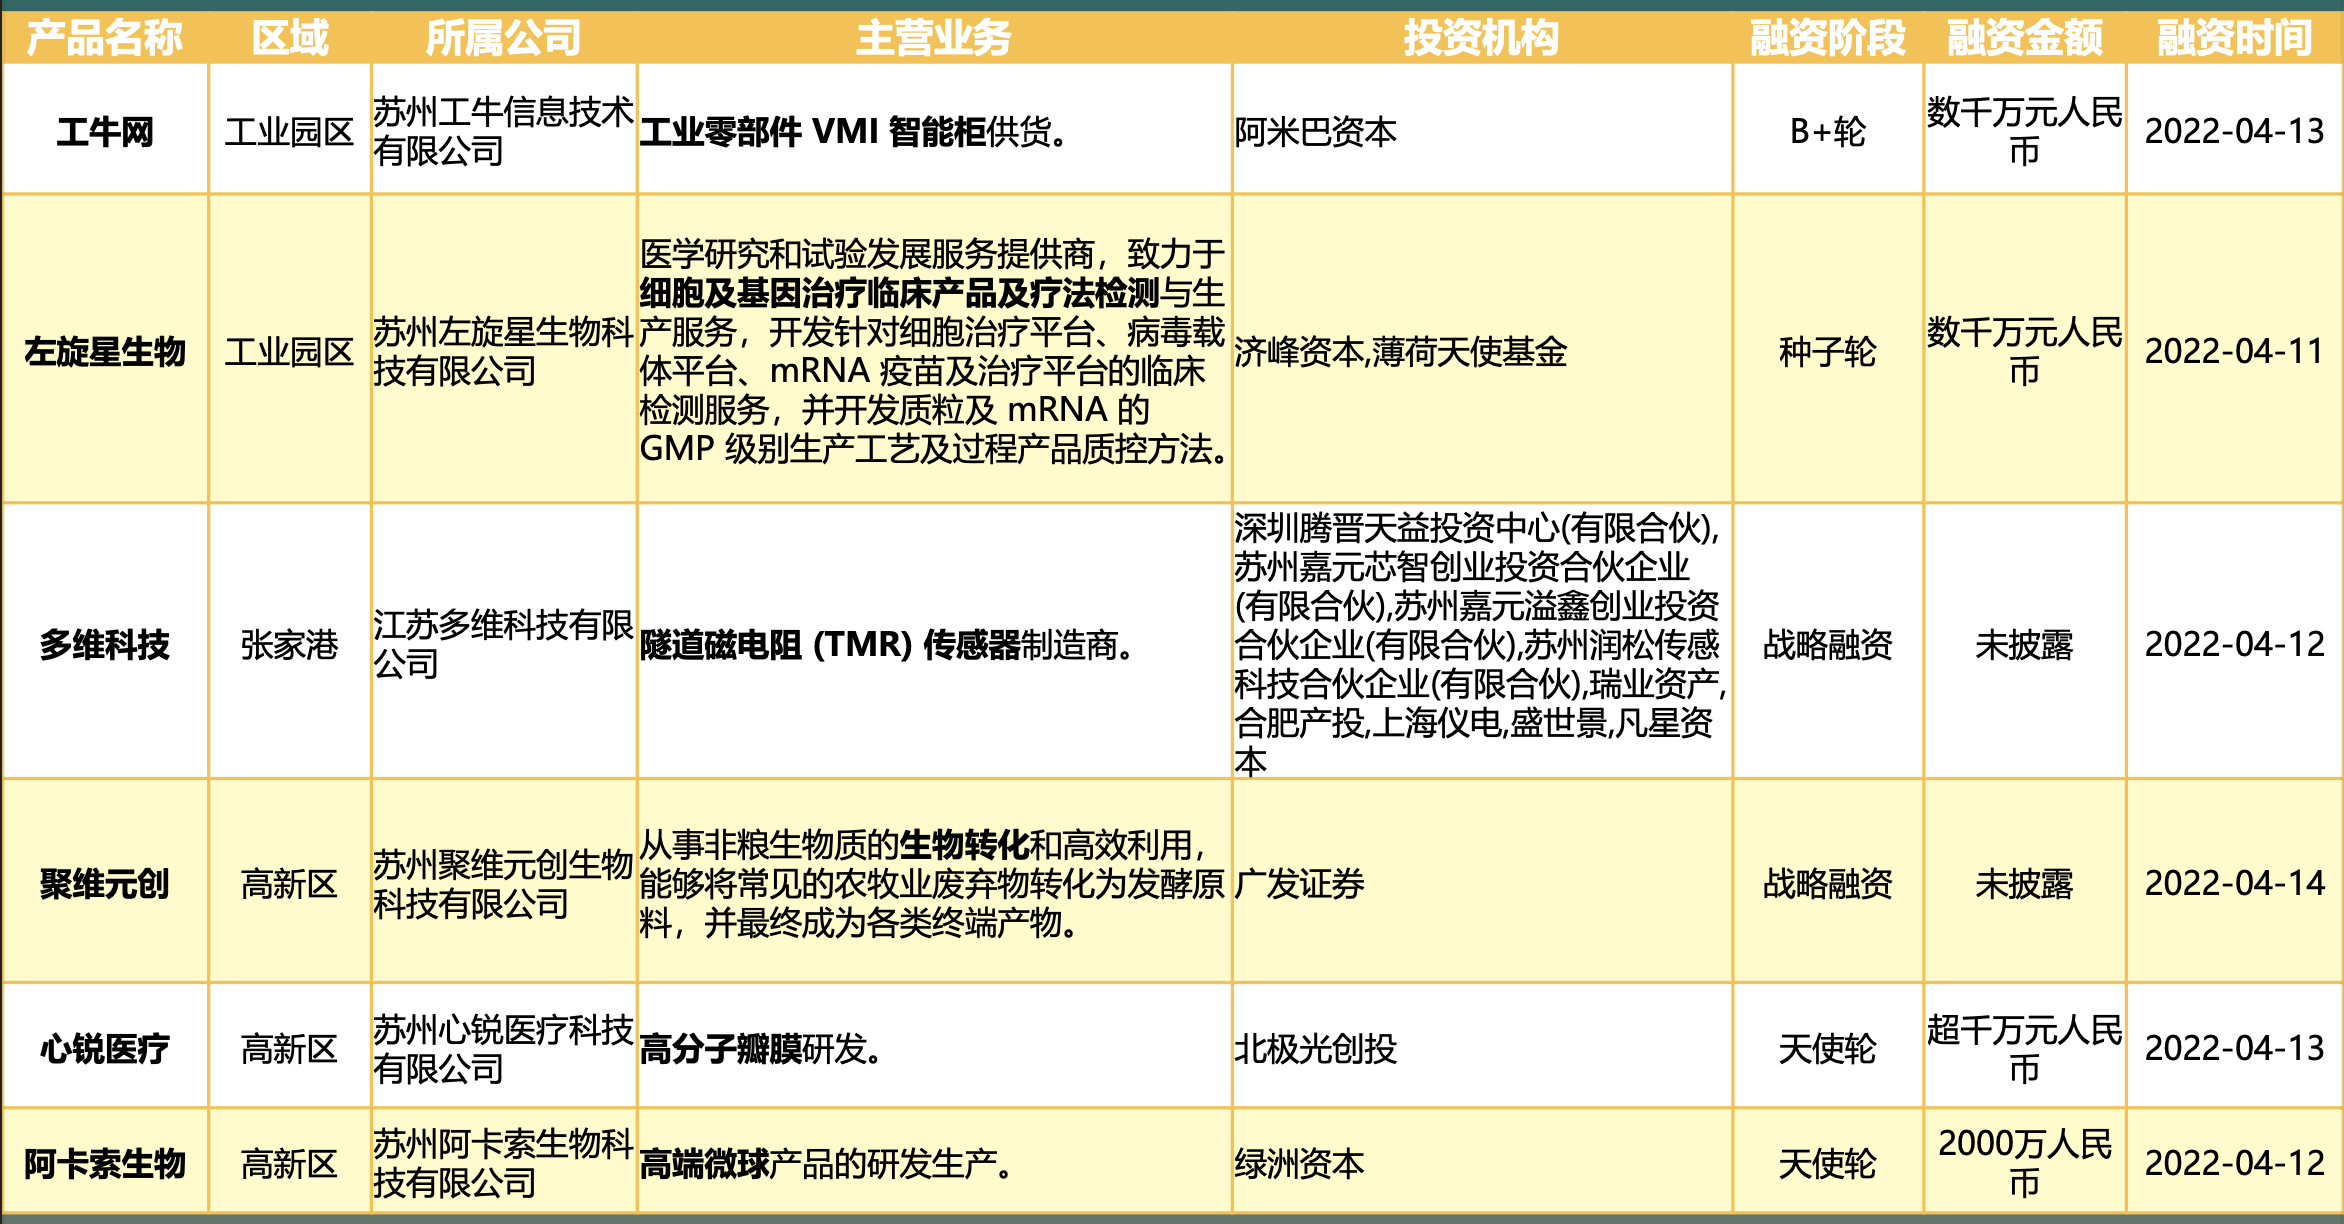 产品名称 区域 所属公司 主营业务 投资机构 融资阶段 融资金额 融资时间
工牛网
工业园区
苏州工牛信息技术
有限公司
工业零部件 VMI 智能柜供货。
阿米巴资本
B+轮
数千万元人民
币
2022-04-13
左旋星生物
工业园区
苏州左旋星生物科
技有限公司
医学研究和试验发展服务提供商，致力于
细胞及基因治疗临床产品及疗法检测与生
产服务，开发针对细胞治疗平台、病毒载
体平台、mRNA 疫苗及治疗平台的临床
检测服务，并开发质粒及 mRNA 的
GMP 级别生产工艺及过程产品质控方法。
济峰资本,薄荷天使基金
种子轮
数千万元人民
币
2022-04-11
多维科技
张家港
江苏多维科技有限
公司
隧道磁电阻 (TMR) 传感器制造商。
深圳腾晋天益投资中心(有限合伙),
苏州嘉元芯智创业投资合伙企业
(有限合伙),苏州嘉元溢鑫创业投资
合伙企业(有限合伙),苏州润松传感
科技合伙企业(有限合伙),瑞业资产,
合肥产投,上海仪电,盛世景,凡星资
本
战略融资
未披露
2022-04-12
聚维元创
高新区
苏州聚维元创生物
科技有限公司
从事非粮生物质的生物转化和高效利用，
能够将常见的农牧业废弃物转化为发酵原
料，并最终成为各类终端产物。
广发证券
战略融资
未披露
2022-04-14
心锐医疗
高新区
苏州心锐医疗科技
有限公司
高分子瓣膜研发。
北极光创投
天使轮
超千万元人民
币
2022-04-13
阿卡索生物
高新区
苏州阿卡索生物科
技有限公司
高端微球产品的研发生产。
绿洲资本
天使轮
2000万人民
币
2022-04-12